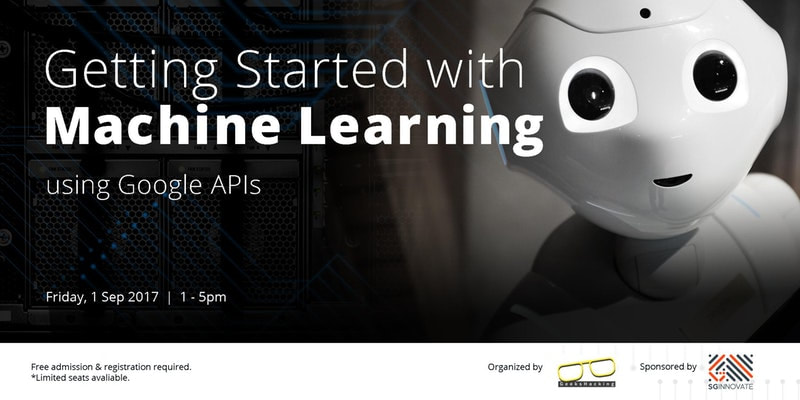 Getting Started with
Machine Learning
using Google APIs
Friday, 1 Sep 2017 | 1 - 5pm
Free admission & registration required.
*Limited seats avaliable.
Organized by
GeeksHacking
Sponsored by
SGINNOVATE